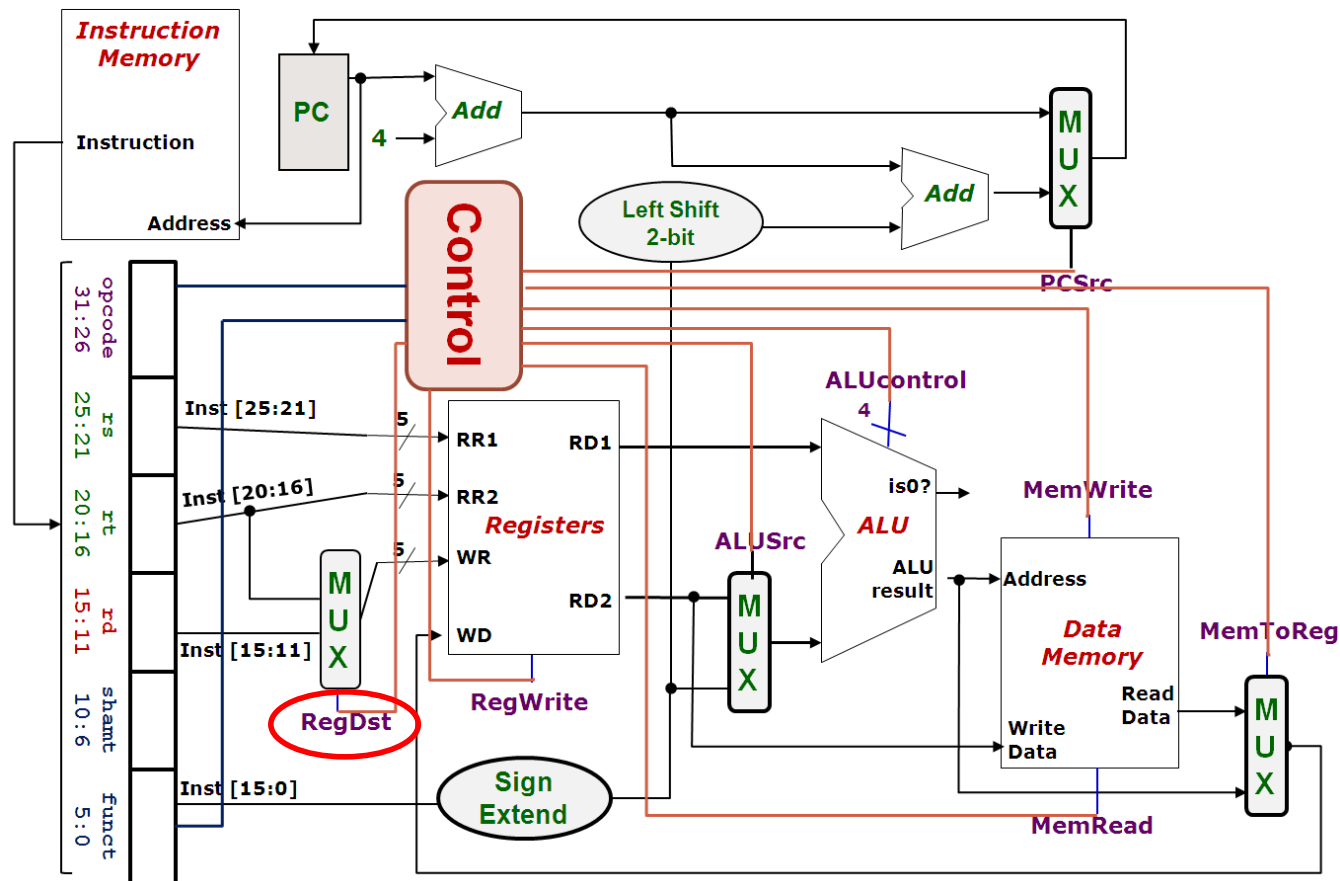 Instruction
Memory
Instruction
Address
PC
4
Add
Add
MUX
Left Shift
2-bit
Control
PCSrc
opcode
31:26
rs
25:21
rt
20:16
rd
15:11
shamt
10:6
funct
5:0
Inst [25:21]
Inst [20:16]
Inst [15:11]
Inst [15:0]
5
5
5
MUX
RegDst
RR1
RR2
WR
WD
RD1
RD2
Registers
RegWrite
Sign
Extend
ALUSrc
MUX
ALUcontrol
4
is0?
ALU
ALU
result
MemWrite
Address
Data
Memory
Read
Data
Write
Data
MemRead
MemToReg
MUX